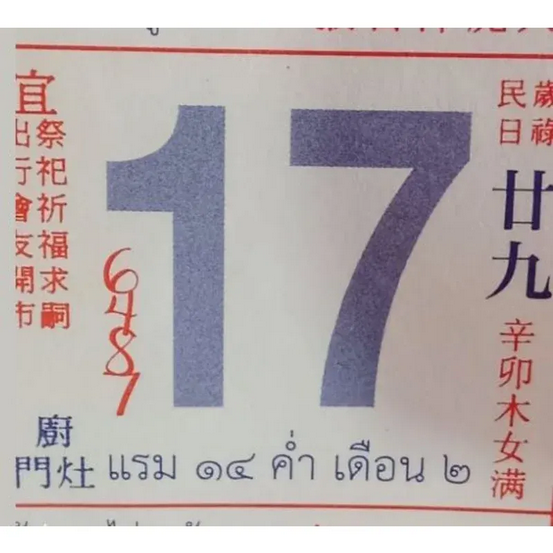 宜
祭祀祈福求嗣
出行會友開市
17
6487
民歲
日祿
廿九
辛卯木女满
廚
門灶
แรม ๑๔ ค่ำ เดือน ๒